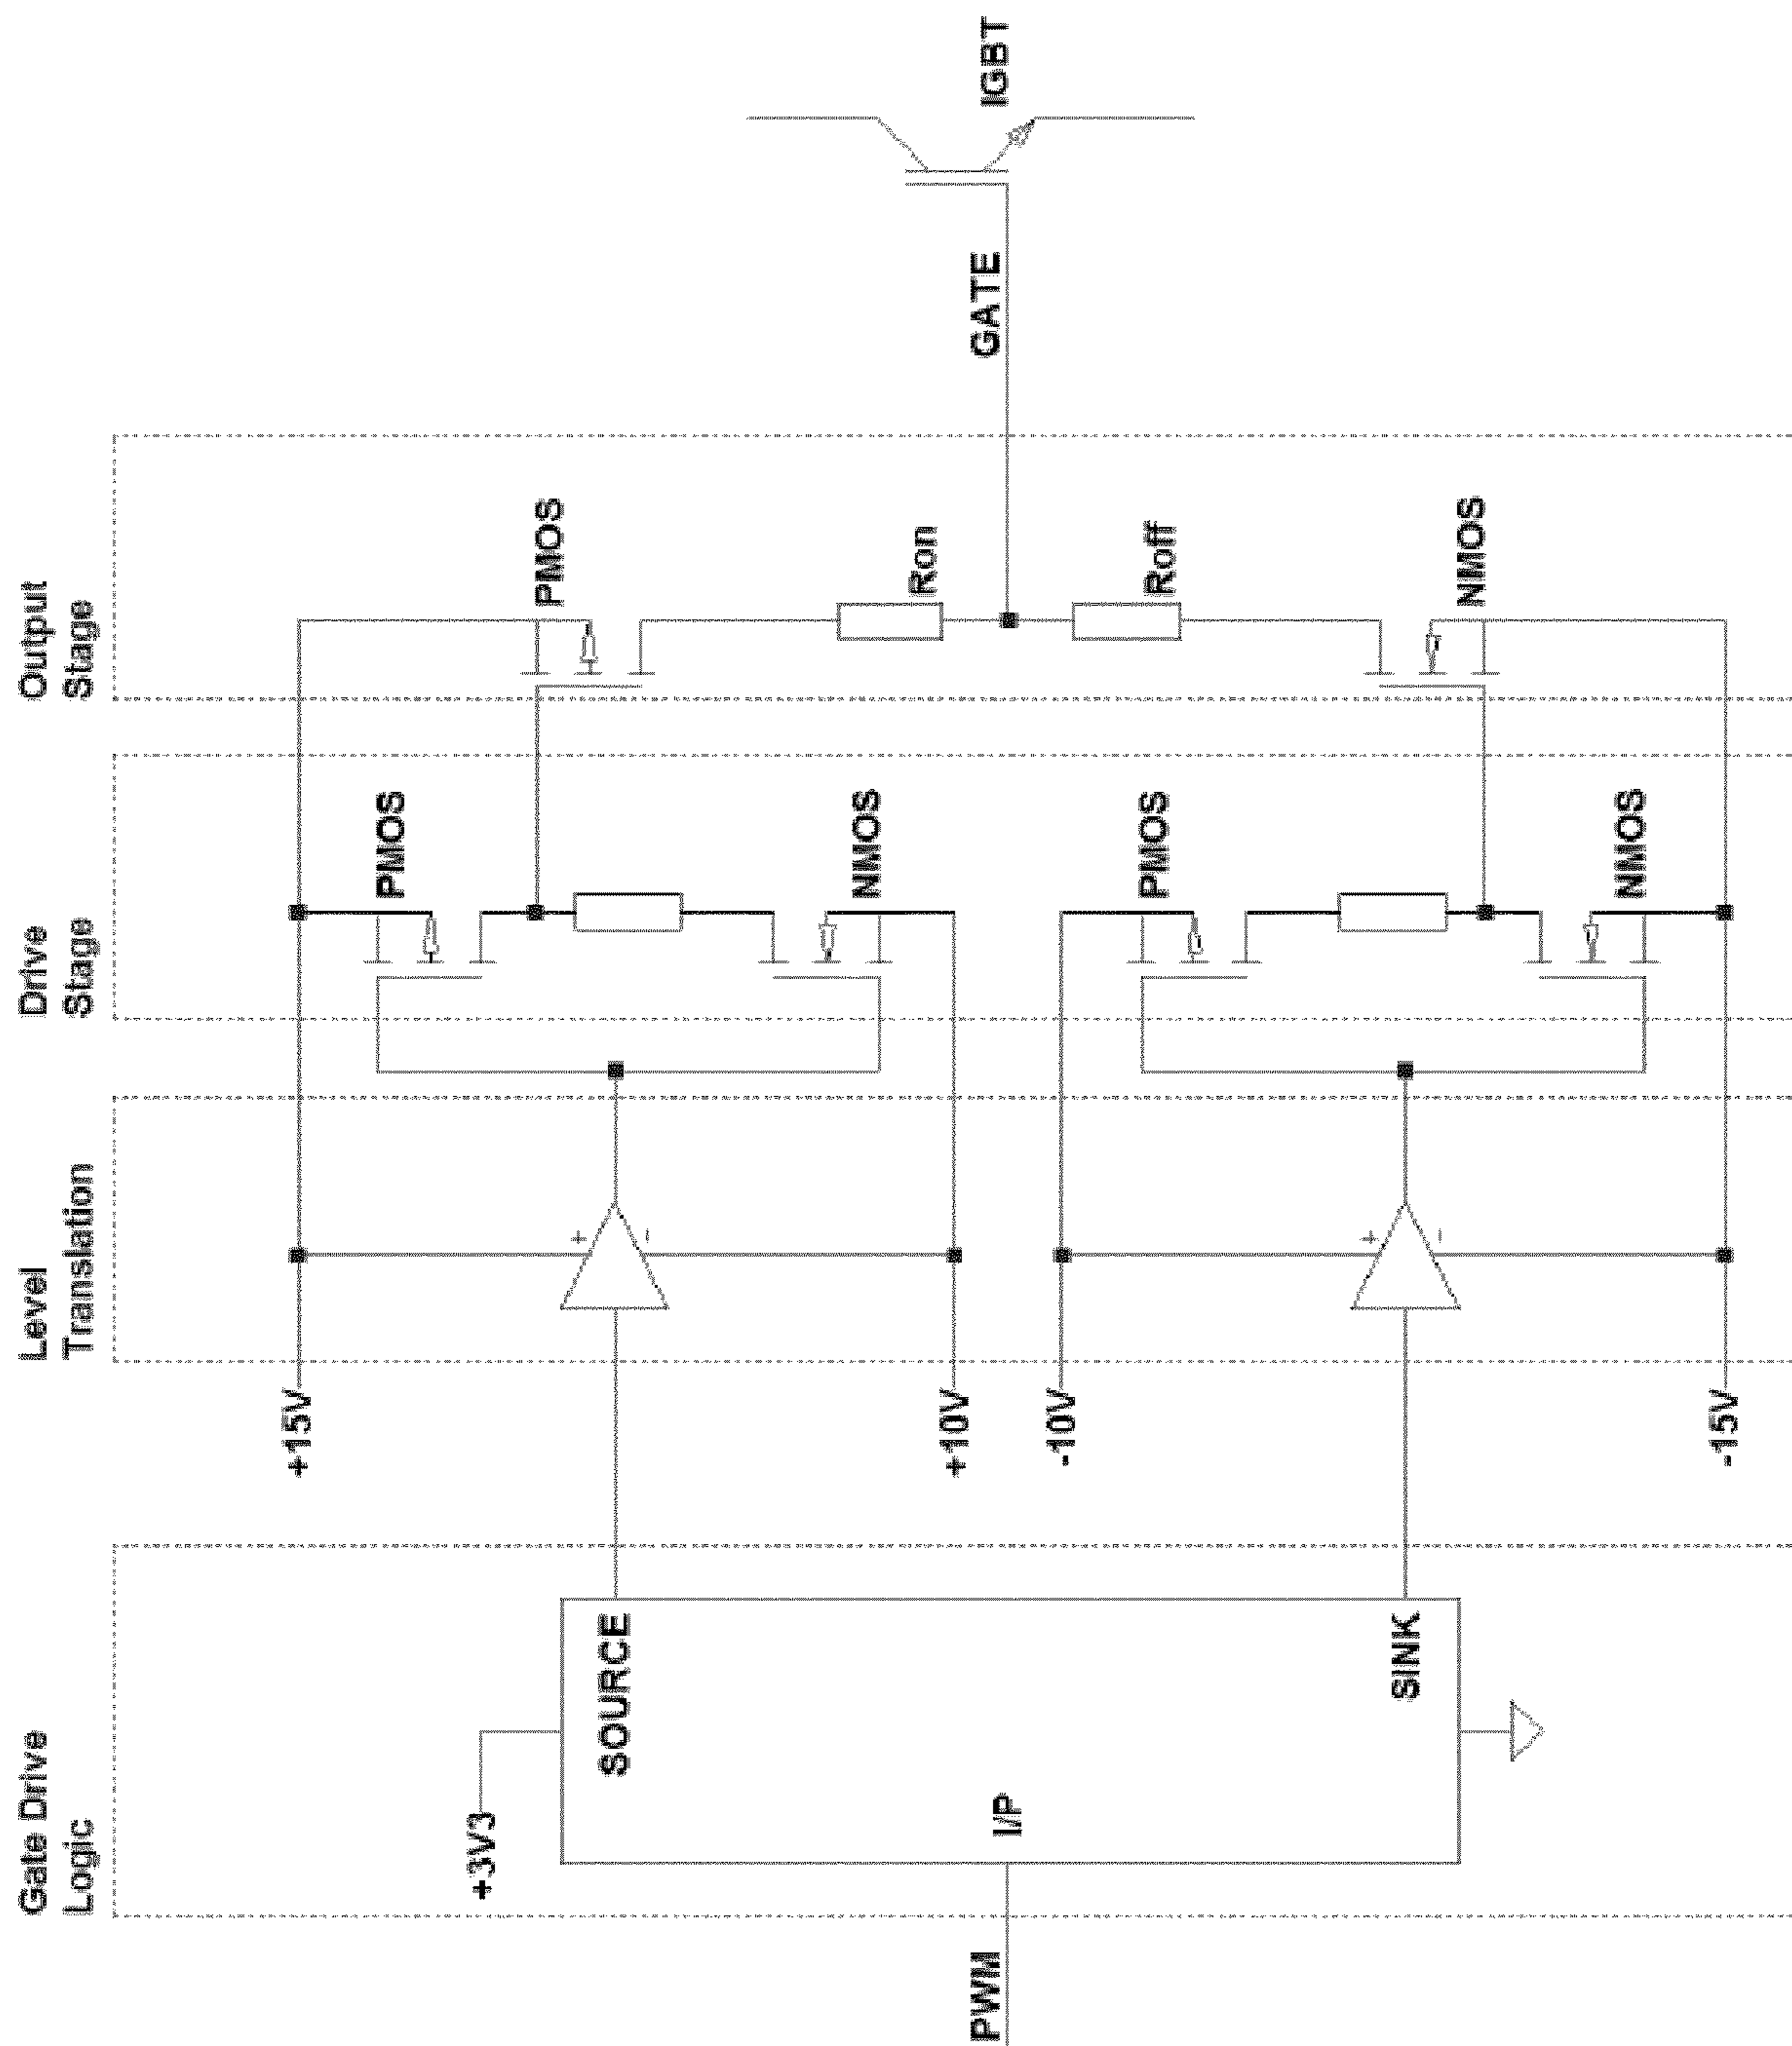 Gate Drive
Logic
Level
Translation
Drive
Stage
Output
Stage
+3V3
SOURCE
I/P
SINK
PWM
+15V
+10V
-10V
-15V
PMOS
NMOS
PMOS
NMOS
PMOS
Ron
Roff
NMOS
GATE
IGBT
+
-
+
-